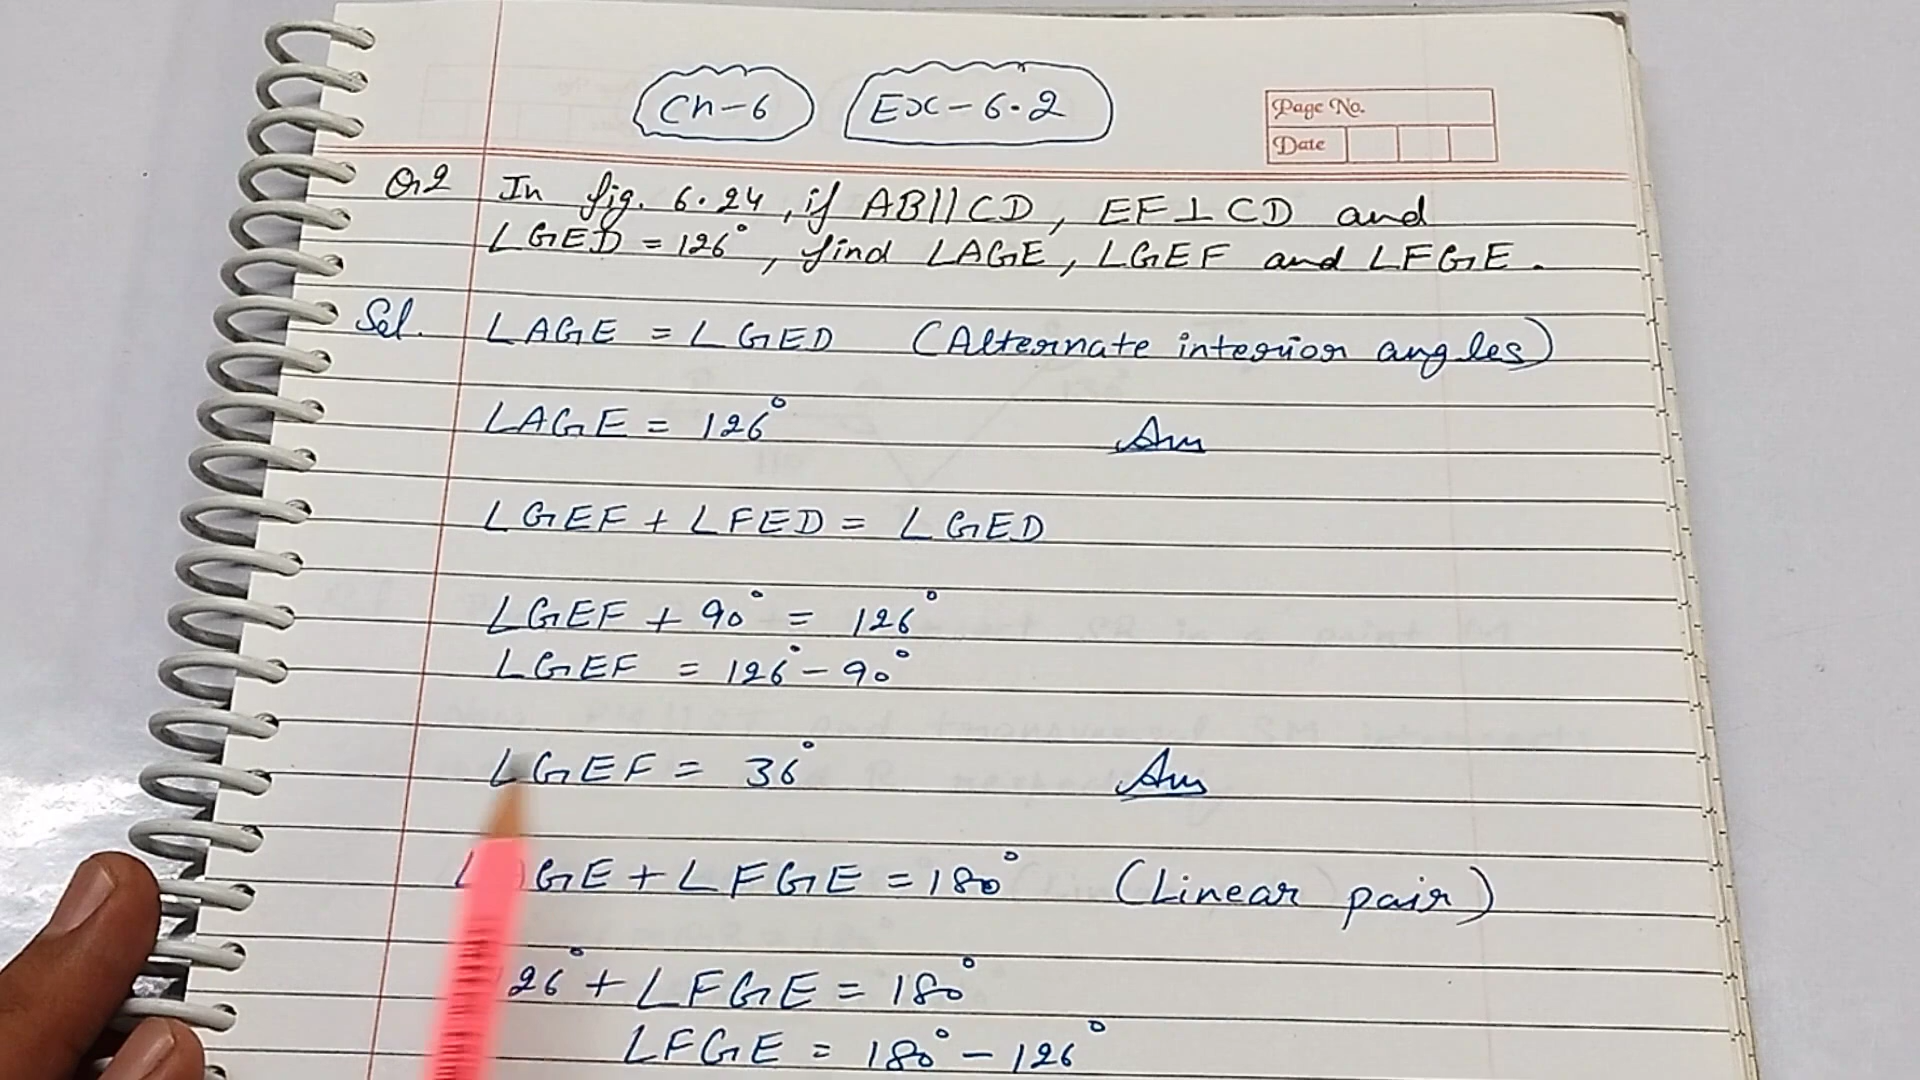 Ch-6 Ex-6.2
Page No.
Date
Q.2 In fig. 6.24, if AB||CD, EF⊥CD and
∠GED = 126°, find ∠AGE, ∠GEF and ∠FGE.
Sol. ∠AGE = ∠GED (Alternate interior angles)
∠AGE = 126° Ans
∠GEF + ∠FED = ∠GED
∠GEF + 90° = 126°
∠GEF = 126° - 90°
∠GEF = 36° Ans
GE + ∠FGE = 180° (Linear pair)
26° + ∠FGE = 180°
∠FGE = 180° - 126°